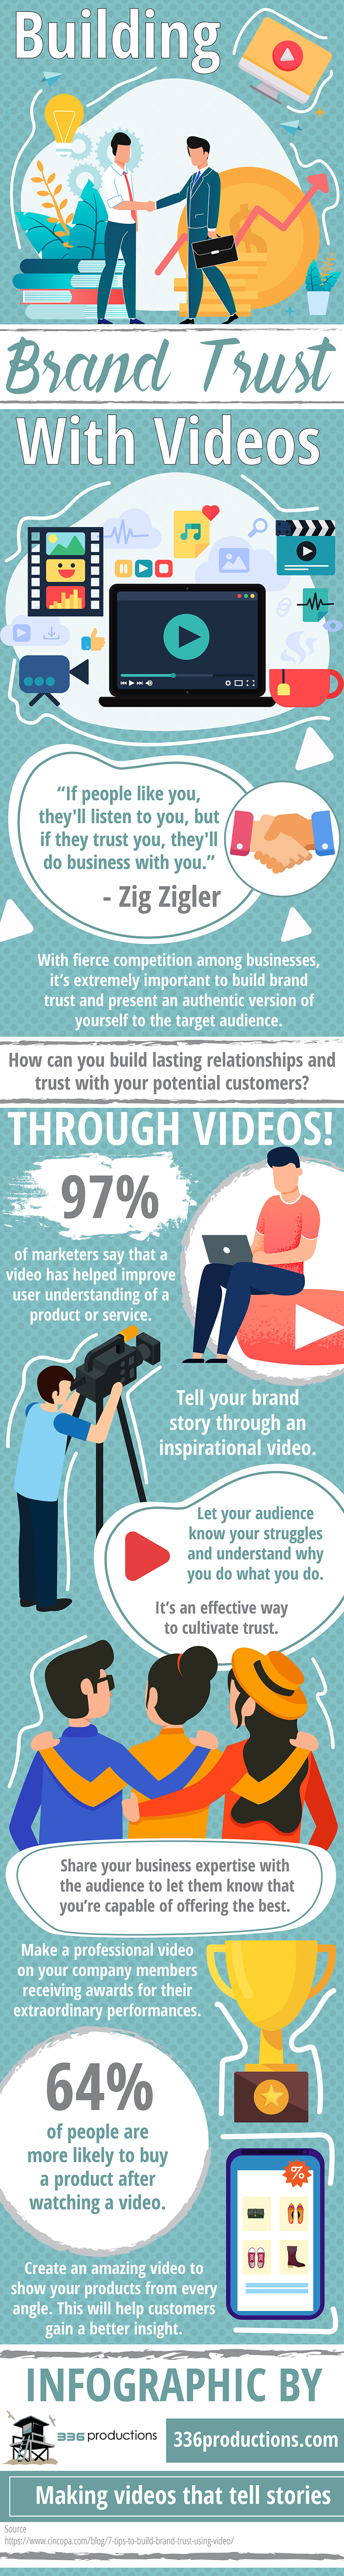 Building
Brand Trust
With Videos
“If people like you,
they'll listen to you, but
if they trust you, they'll
do business with you.”
- Zig Zigler
With fierce competition among businesses,
it’s extremely important to build brand
trust and present an authentic version of
yourself to the target audience.
How can you build lasting relationships and
trust with your potential customers?
THROUGH VIDEOS!
97%
of marketers say that a
video has helped improve
user understanding of a
product or service.
Tell your brand
story through an
inspirational video.
Let your audience
know your struggles
and understand why
you do what you do.
It’s an effective way
to cultivate trust.
Share your business expertise with
the audience to let them know that
you’re capable of offering the best.
Make a professional video
on your company members
receiving awards for their
extraordinary performances.
64%
of people are
more likely to buy
a product after
watching a video.
%
Create an amazing video to
show your products from every
angle. This will help customers
gain a better insight.
INFOGRAPHIC BY
336 productions
336productions.com
Making videos that tell stories
Source
https://www.cincopa.com/blog/7-tips-to-build-brand-trust-using-video/